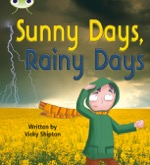 Sunny Days,
Rainy Days
Written by
Vicky Shipton